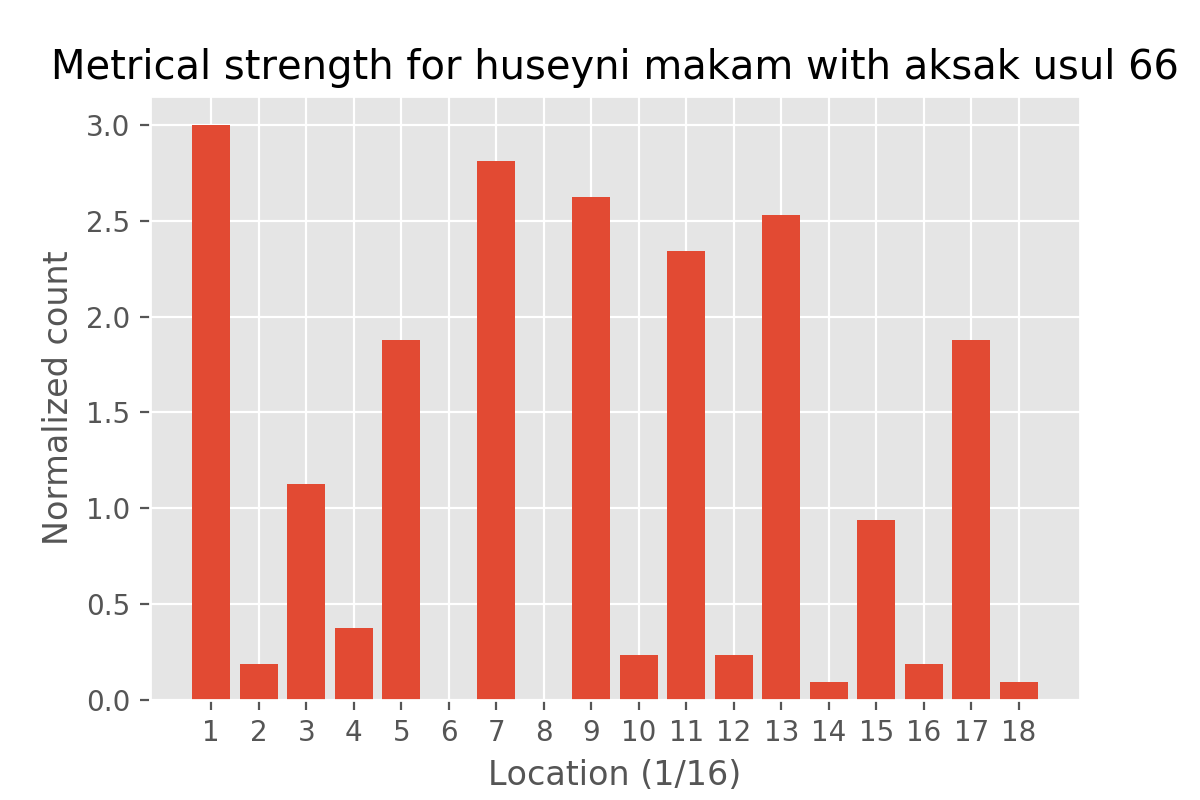 Metrical strength for huseyni makam with aksak usul 66
Normalized count
3.0
2.5
2.0
1.5
1.0
0.5
0.0
1 2 3 4 5 6 7 8 9 10 11 12 13 14 15 16 17 18
Location (1/16)